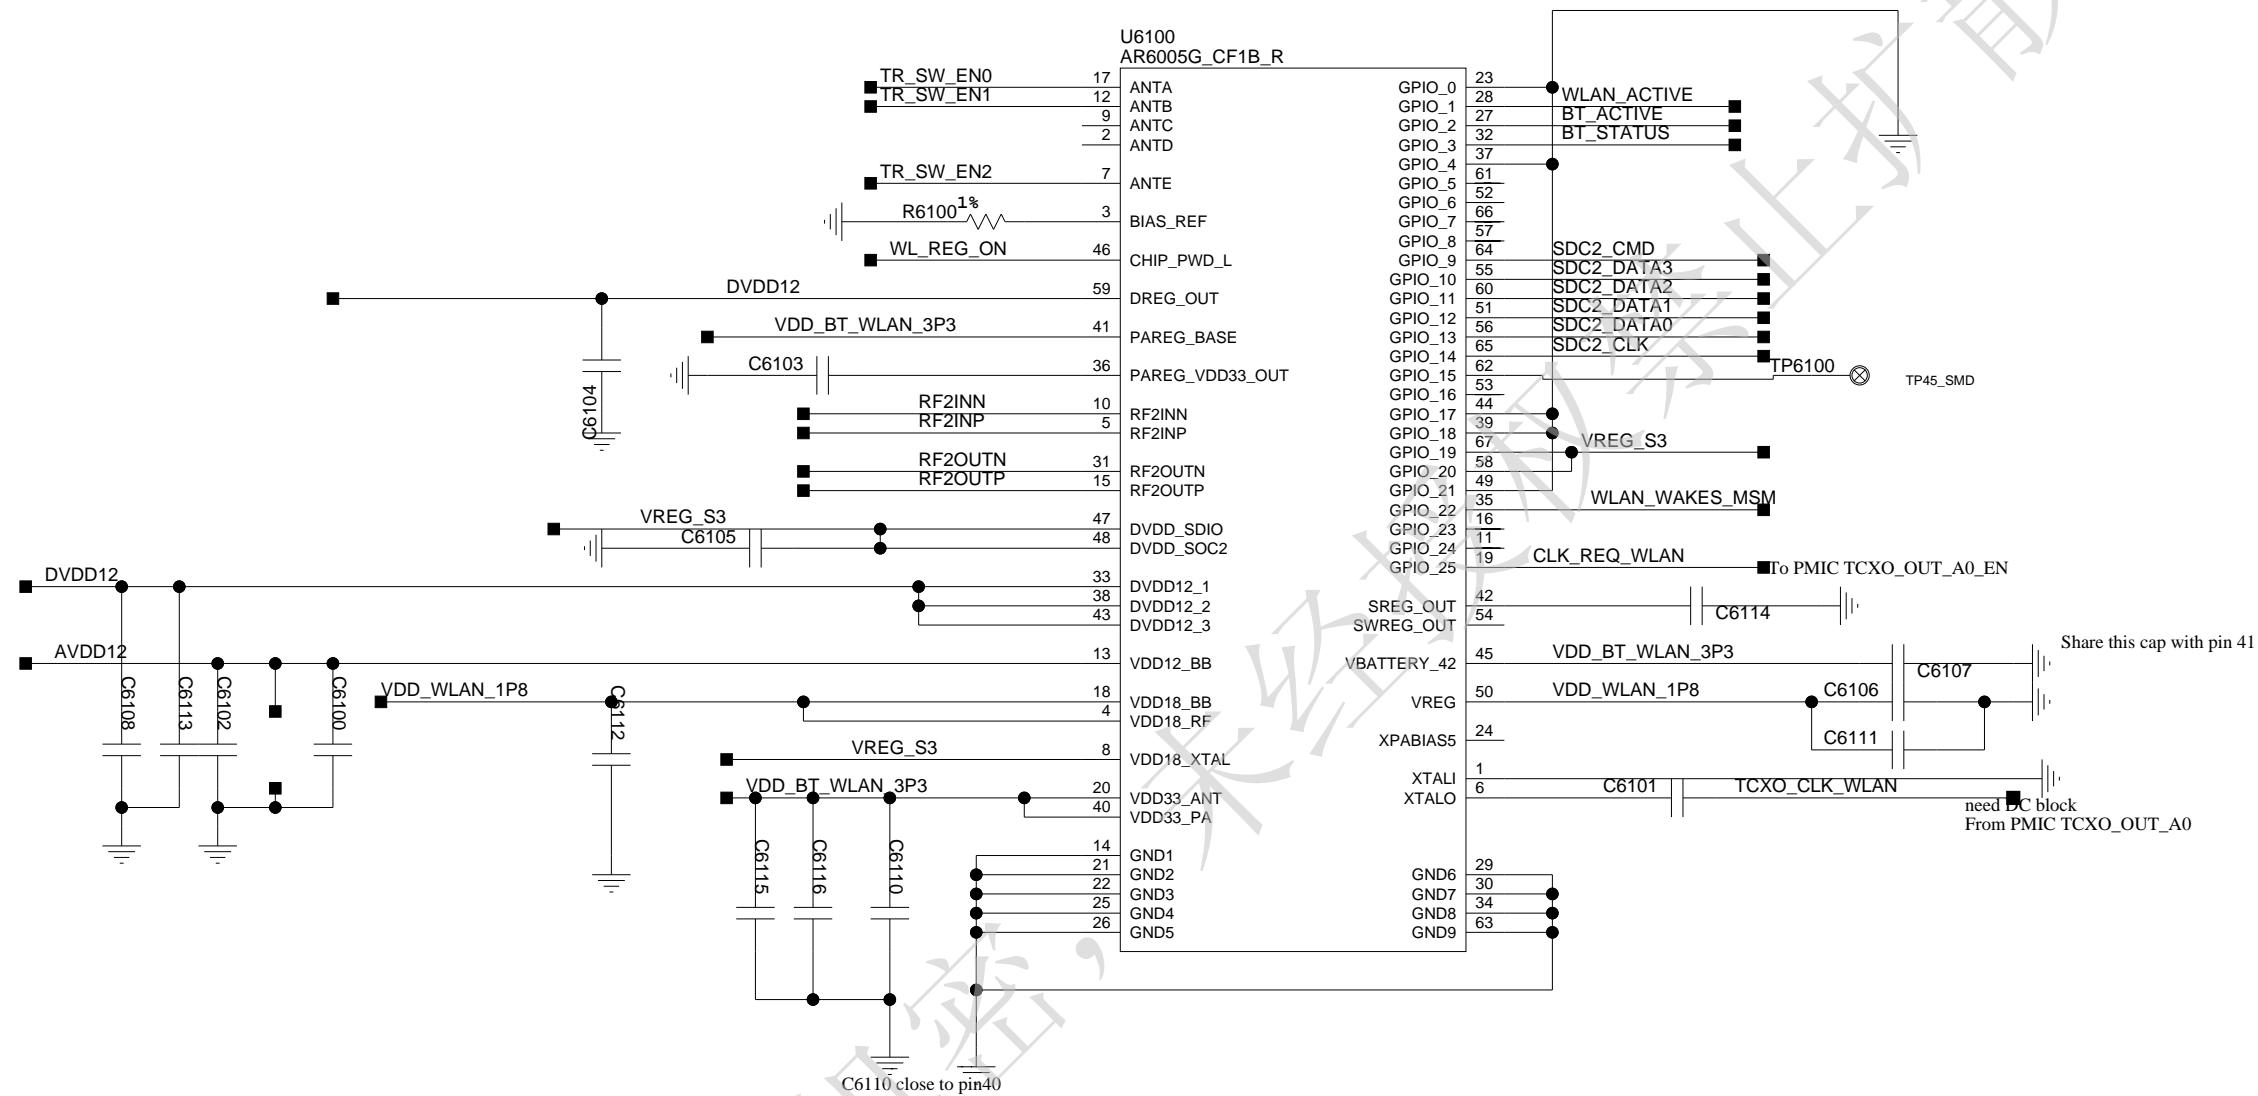 U6100
AR6005G_CF1B_R
TR_SW_EN0 17 ANTA
TR_SW_EN1 12 ANTB
9 ANTC
2 ANTD
TR_SW_EN2 7 ANTE
R6100 1% 3 BIAS_REF
WL_REG_ON 46 CHIP_PWD_L
DVDD12 59 DREG_OUT
VDD_BT_WLAN_3P3 41 PAREG_BASE
C6103 36 PAREG_VDD33_OUT
C6104
RF2INN 10 RF2INN
RF2INP 5 RF2INP
RF2OUTN 31 RF2OUTN
RF2OUTP 15 RF2OUTP
VREG_S3 47 DVDD_SDIO
C6105 48 DVDD_SOC2
DVDD12 33 DVDD12_1
38 DVDD12_2
43 DVDD12_3
AVDD12 13 VDD12_BB
C6108
C6113
C6102
C6100
VDD_WLAN_1P8 18 VDD18_BB
4 VDD18_RF
C6112
VREG_S3 8 VDD18_XTAL
VDD_BT_WLAN_3P3 20 VDD33_ANT
40 VDD33_PA
C6115
C6116
C6110
14 GND1
21 GND2
22 GND3
25 GND4
26 GND5
C6110 close to pin40
GPIO_0 23
GPIO_1 28 WLAN_ACTIVE
GPIO_2 27 BT_ACTIVE
GPIO_3 32 BT_STATUS
GPIO_4 37
GPIO_5 61
GPIO_6 52
GPIO_7 66
GPIO_8 57
GPIO_9 64 SDC2_CMD
GPIO_10 55 SDC2_DATA3
GPIO_11 60 SDC2_DATA2
GPIO_12 51 SDC2_DATA1
GPIO_13 56 SDC2_DATA0
GPIO_14 65 SDC2_CLK
GPIO_15 62 TP6100 TP45_SMD
GPIO_16 53
GPIO_17 44
GPIO_18 39
GPIO_19 67 VREG_S3
GPIO_20 58
GPIO_21 49
GPIO_22 35 WLAN_WAKES_MSM
GPIO_23 16
GPIO_24 11
GPIO_25 19 CLK_REQ_WLAN To PMIC TCXO_OUT_A0_EN
SREG_OUT 42 C6114
SWREG_OUT 54
VBATTERY_42 45 VDD_BT_WLAN_3P3 C6107 Share this cap with pin 41
VREG 50 VDD_WLAN_1P8 C6106
C6111
XPABIAS5 24
XTALI 1
XTALO 6 C6101 TCXO_CLK_WLAN
need DC block
From PMIC TCXO_OUT_A0
GND6 29
GND7 30
GND8 34
GND9 63
密，未经授权禁止扩散